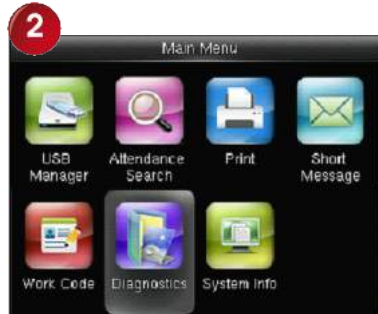 2
Main Menu
USB Manager
Attendance Search
Print
Short Message
Work Code
Diagnostics
System Info